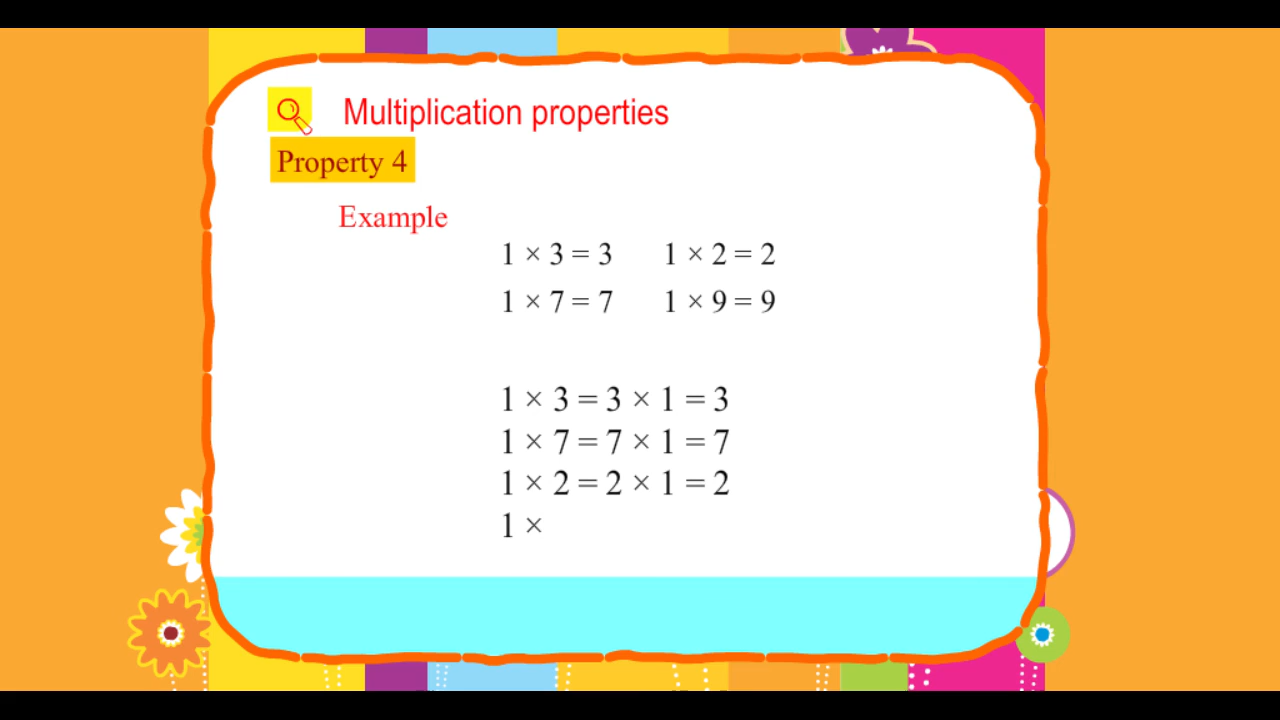 Multiplication properties
Property 4
Example
1 × 3 = 3 1 × 2 = 2
1 × 7 = 7 1 × 9 = 9
1 × 3 = 3 × 1 = 3
1 × 7 = 7 × 1 = 7
1 × 2 = 2 × 1 = 2
1 ×